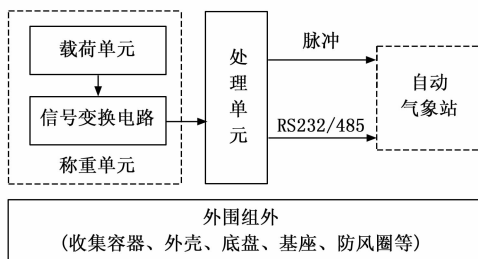 载荷单元
信号变换电路
称重单元
处理单元
脉冲
RS232/485
自动
气象站
外围组外
(收集容器、外壳、底盘、基座、防风圈等)